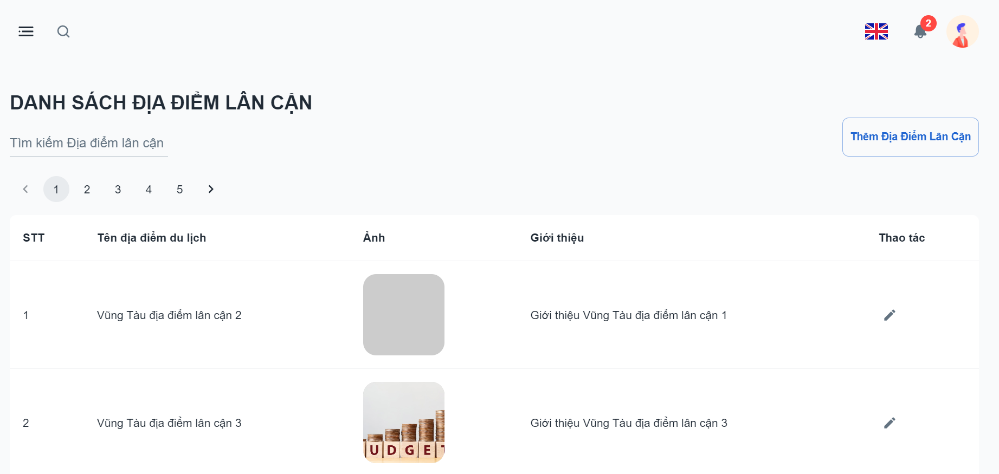 2
DANH SÁCH ĐỊA ĐIỂM LÂN CẬN
Tìm kiếm Địa điểm lân cận
Thêm Địa Điểm Lân Cận
1 2 3 4 5
STT Tên địa điểm du lịch Ảnh Giới thiệu Thao tác
1 Vũng Tàu địa điểm lân cận 2 Giới thiệu Vũng Tàu địa điểm lân cận 1
2 Vũng Tàu địa điểm lân cận 3 Giới thiệu Vũng Tàu địa điểm lân cận 3
UDGET